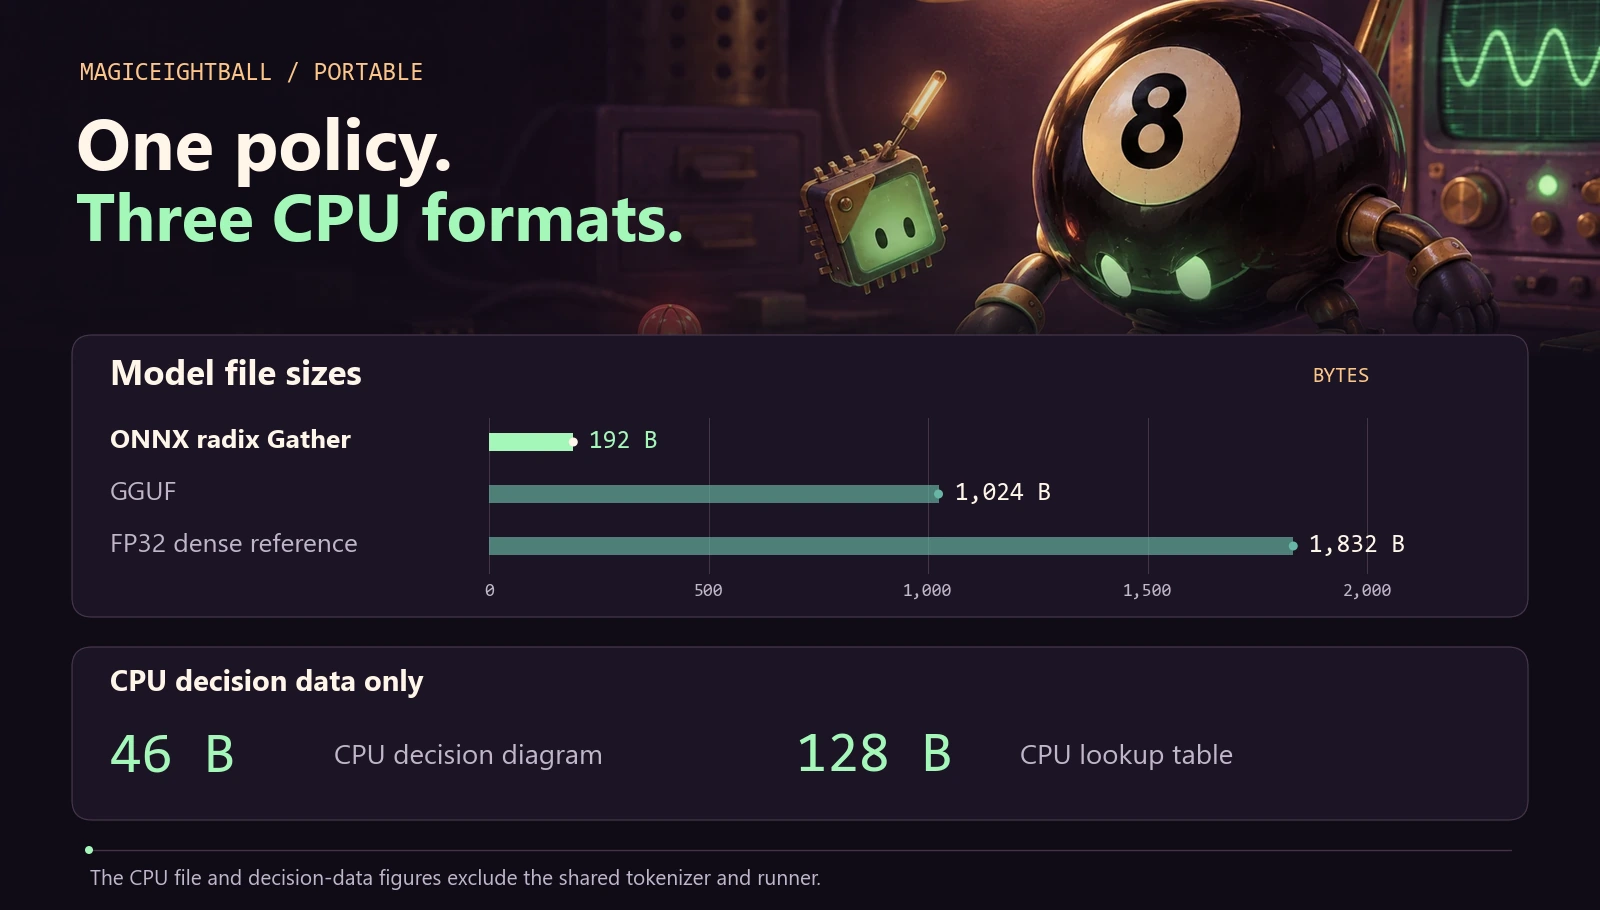 MAGICEIGHTBALL / PORTABLE
One policy.
Three CPU formats.
8
Model file sizes
BYTES
ONNX radix Gather
192 B
GGUF
1,024 B
FP32 dense reference
1,832 B
0 500 1,000 1,500 2,000
CPU decision data only
46 B CPU decision diagram
128 B CPU lookup table
The CPU file and decision-data figures exclude the shared tokenizer and runner.